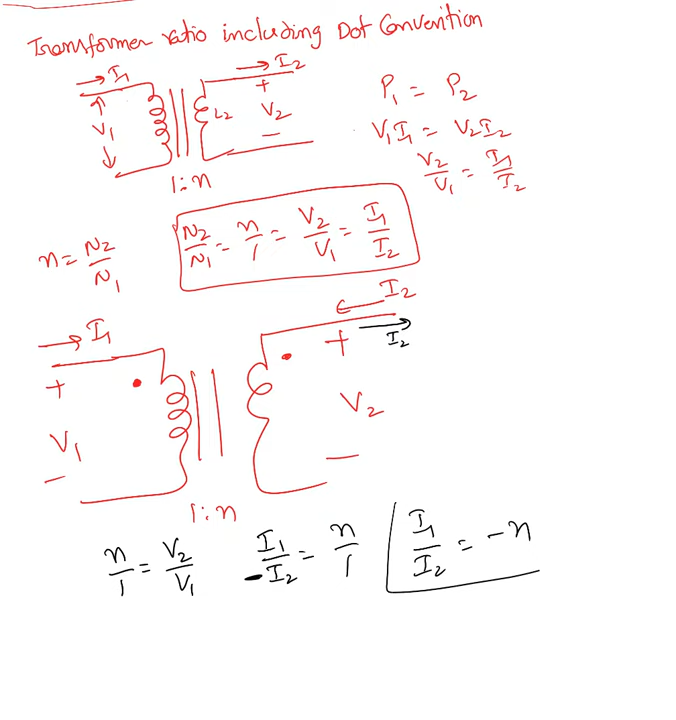 Transformer ratio including Dot Convention
→ I₁
→ I₂
V₁
L₂
+
V₂
−
1:n
P₁ = P₂
V₁I₁ = V₂I₂
V₂/V₁ = I₁/I₂
n = N₂/N₁
N₂/N₁ = n/1 = V₂/V₁ = I₁/I₂
→ I₁
← I₂
→ I₂
+
V₁
−
+
V₂
−
1:n
n/1 = V₂/V₁
I₁/-I₂ = n/1
I₁/I₂ = -n